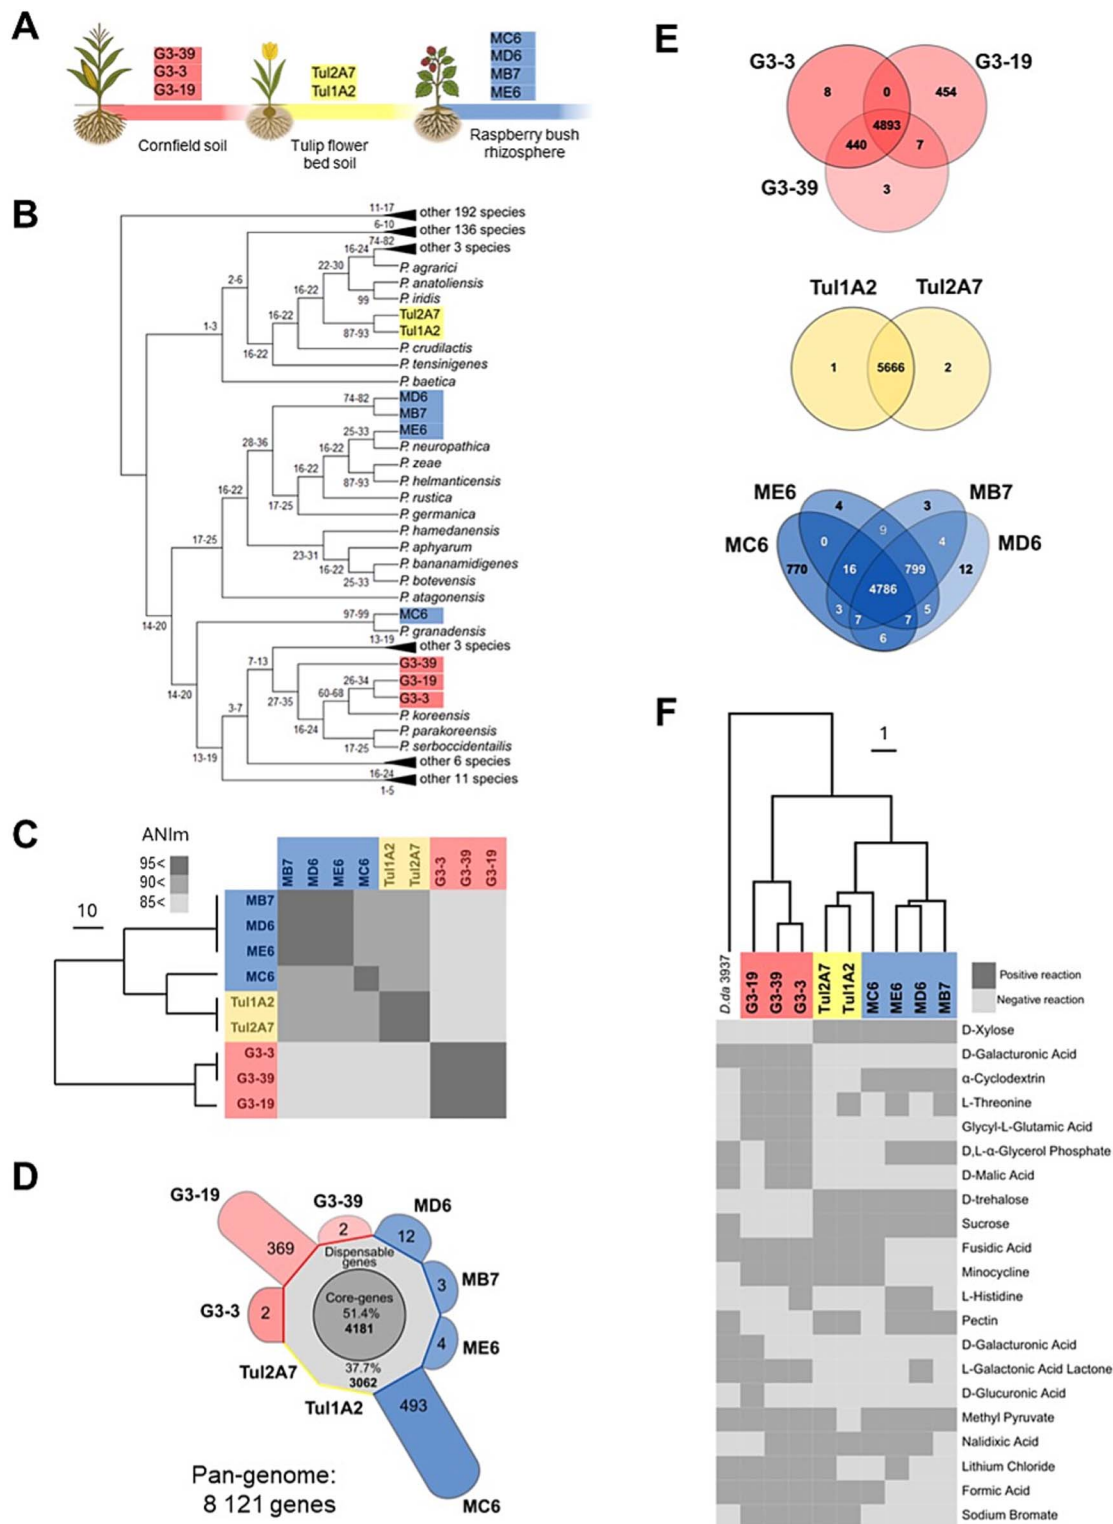 A
G3-39
G3-3
G3-19
Cornfield soil
Tul2A7
Tul1A2
Tulip flower
bed soil
MC6
MD6
MB7
ME6
Raspberry bush
rhizosphere
B
11-17
other 192 species
6-10
other 136 species
74-82
other 3 species
16-24
P. agrarici
22-30
P. anatoliensis
2-6
P. iridis
99
16-22
Tul2A7
16-22
Tul1A2
1-3
87-93
P. crudilactis
16-22
P. tensinigenes
P. baetica
74-82
MD6
MB7
25-33
ME6
28-36
16-22
P. neuropathica
P. zeae
16-22
P. helmanticensis
87-93
16-22
P. rustica
17-25
P. germanica
P. hamedanensis
17-25
P. aphyarum
23-31
P. bananamidigenes
16-22
P. botevensis
25-33
P. atagonensis
97-99
MC6
14-20
P. granadensis
13-19
other 3 species
7-13
G3-39
14-20
26-34
G3-19
60-68
G3-3
27-35
3-7
P. koreensis
16-24
P. parakoreensis
17-25
P. serboccidentailis
13-19
other 6 species
16-24
other 11 species
1-5
C
ANIm
95<
90<
85<
10
MB7
MD6
ME6
MC6
Tul1A2
Tul2A7
G3-3
G3-39
G3-19
MB7
MD6
ME6
MC6
Tul1A2
Tul2A7
G3-3
G3-39
G3-19
D
G3-19
369
G3-39
2
MD6
12
MB7
3
ME6
4
MC6
493
Tul1A2
Tul2A7
G3-3
2
Dispensable
genes
Core-genes
51.4%
4181
37.7%
3062
Pan-genome:
8 121 genes
E
G3-3
G3-19
G3-39
8
0
454
4893
440
7
3
Tul1A2
Tul2A7
1
5666
2
ME6
MB7
MC6
MD6
4
3
9
0
4
770
16
799
12
4786
3
5
7
7
6
F
1
D.da 3937
G3-19
G3-39
G3-3
Tul2A7
Tul1A2
MC6
ME6
MD6
MB7
Positive reaction
Negative reaction
D-Xylose
D-Galacturonic Acid
α-Cyclodextrin
L-Threonine
Glycyl-L-Glutamic Acid
D,L-α-Glycerol Phosphate
D-Malic Acid
D-trehalose
Sucrose
Fusidic Acid
Minocycline
L-Histidine
Pectin
D-Galacturonic Acid
L-Galactonic Acid Lactone
D-Glucuronic Acid
Methyl Pyruvate
Nalidixic Acid
Lithium Chloride
Formic Acid
Sodium Bromate